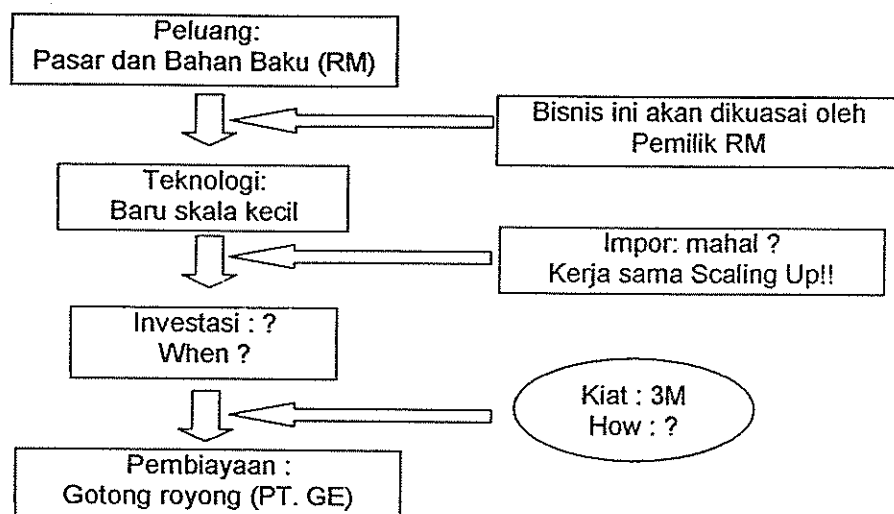 Peluang:
Pasar dan Bahan Baku (RM)
Bisnis ini akan dikuasai oleh
Pemilik RM
Teknologi:
Baru skala kecil
Impor: mahal ?
Kerja sama Scaling Up!!
Investasi : ?
When ?
Kiat : 3M
How : ?
Pembiayaan :
Gotong royong (PT. GE)